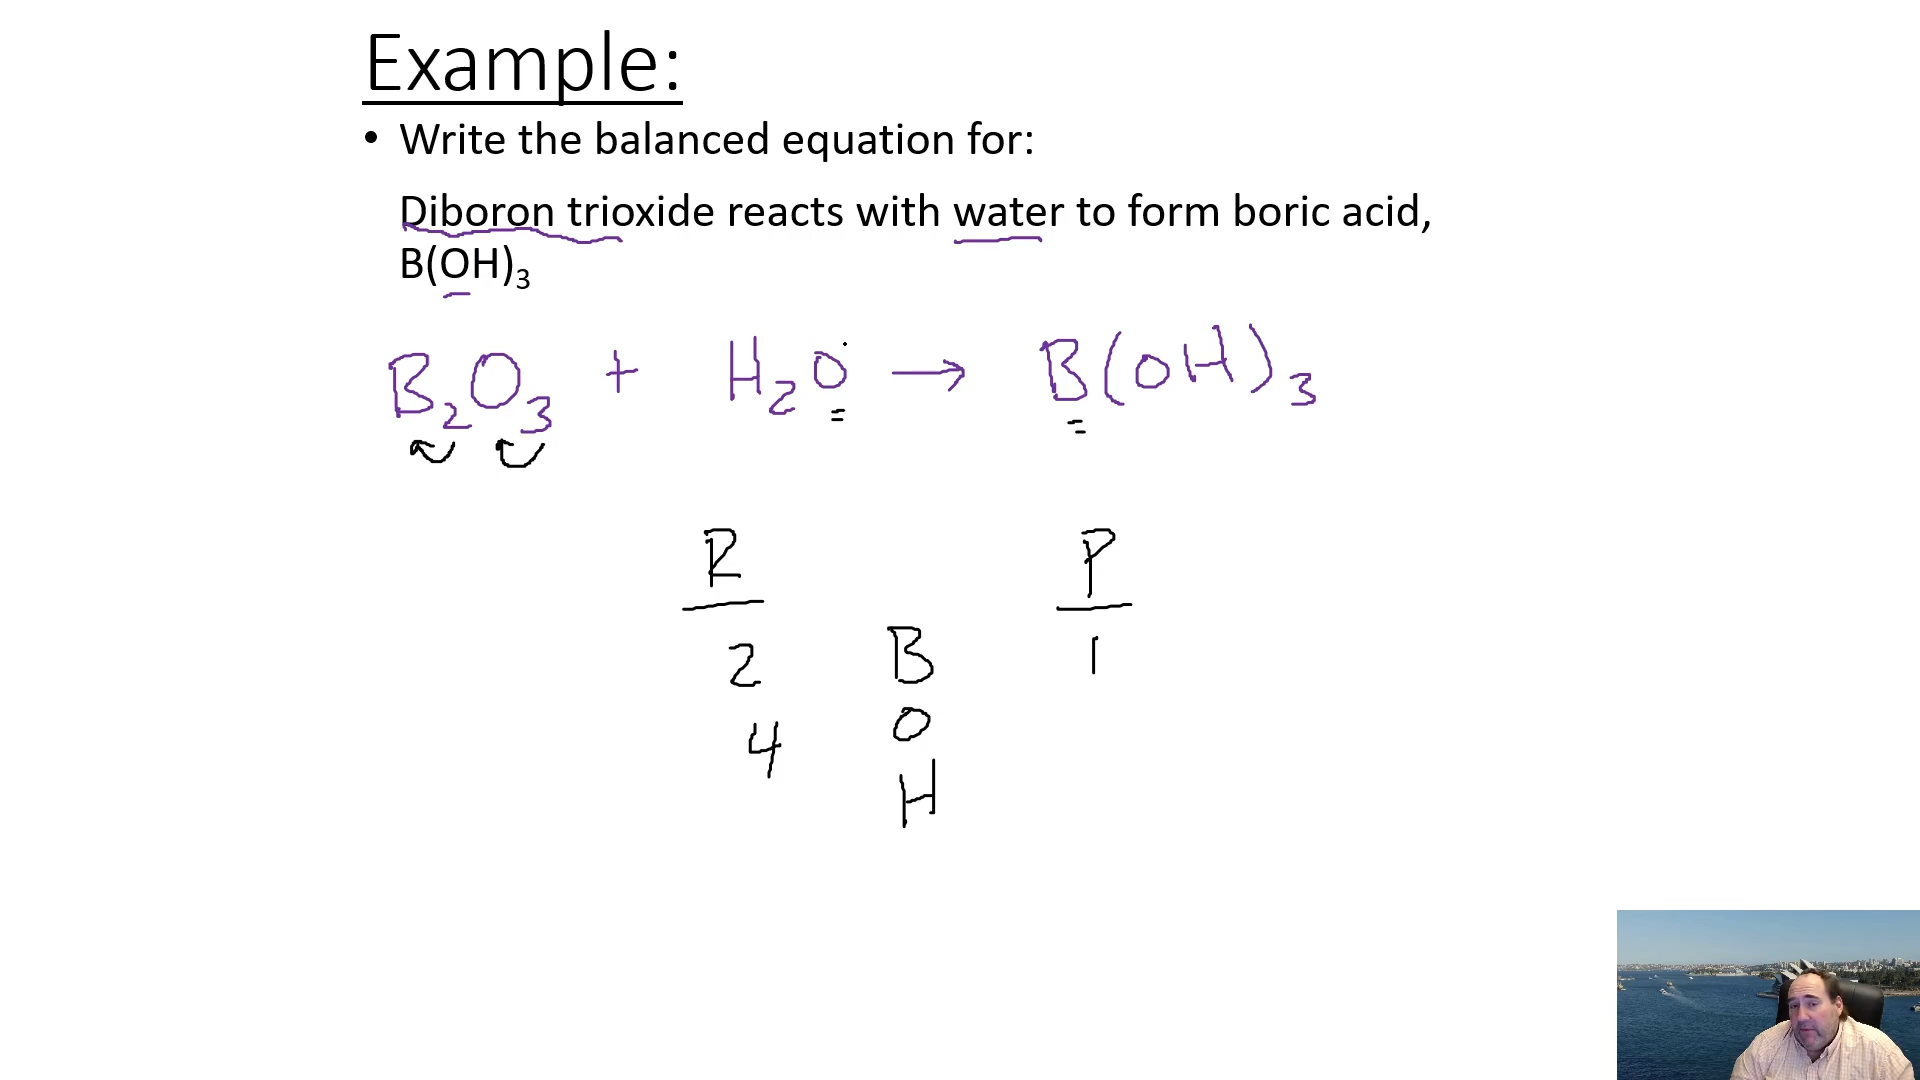 Example:
• Write the balanced equation for:
Diboron trioxide reacts with water to form boric acid,
B(OH)₃
B₂O₃ + H₂O → B(OH)₃
R P
2 B 1
4 O
H